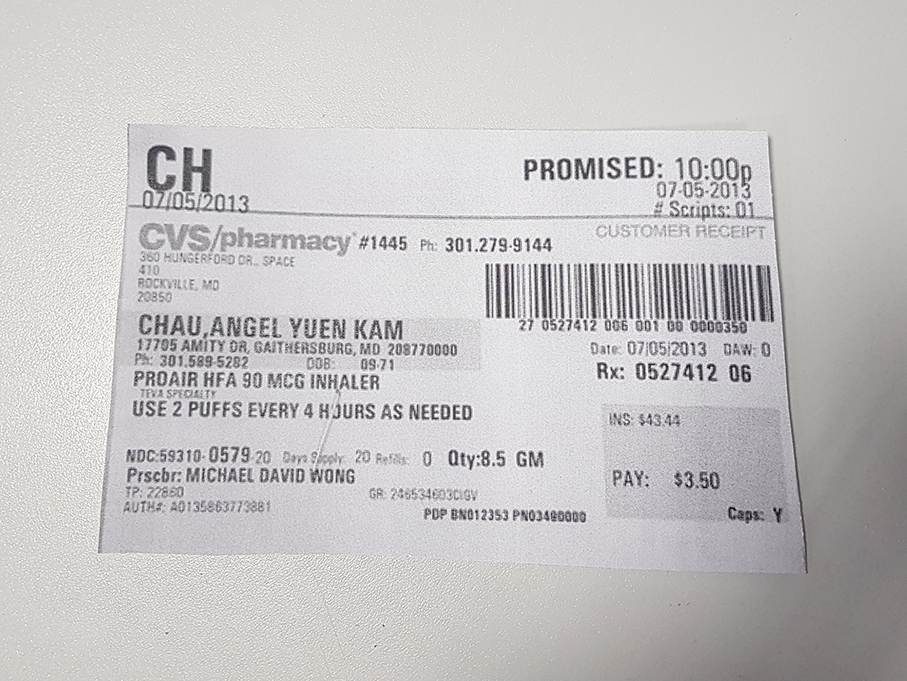 CH
PROMISED: 10:00p
07/05/2013
07-05-2013
# Scripts: 01
CUSTOMER RECEIPT
CVS/pharmacy #1445 Ph: 301.279-9144
360 HUNGERFORD DR., SPACE
410
ROCKVILLE, MD
20850
27 0527412 006 001 00 0000350
CHAU,ANGEL YUEN KAM
17705 AMITY DR, GAITHERSBURG, MD 208770000
Date: 07/05/2013 DAW: 0
Ph: 301.589-5282 DOB: 09-71
Rx: 0527412 06
PROAIR HFA 90 MCG INHALER
TEVA SPECIALTY
USE 2 PUFFS EVERY 4 HOURS AS NEEDED
INS: $43.44
NDC:59310-0579-20 Days Supply: 20 Refills: 0 Qty:8.5 GM
Prscbr: MICHAEL DAVID WONG
PAY: $3.50
TP: 22860 GR: 246534603CIGV
AUTH#: A0135863773881
PDP BN012353 PN03480000
Caps: Y